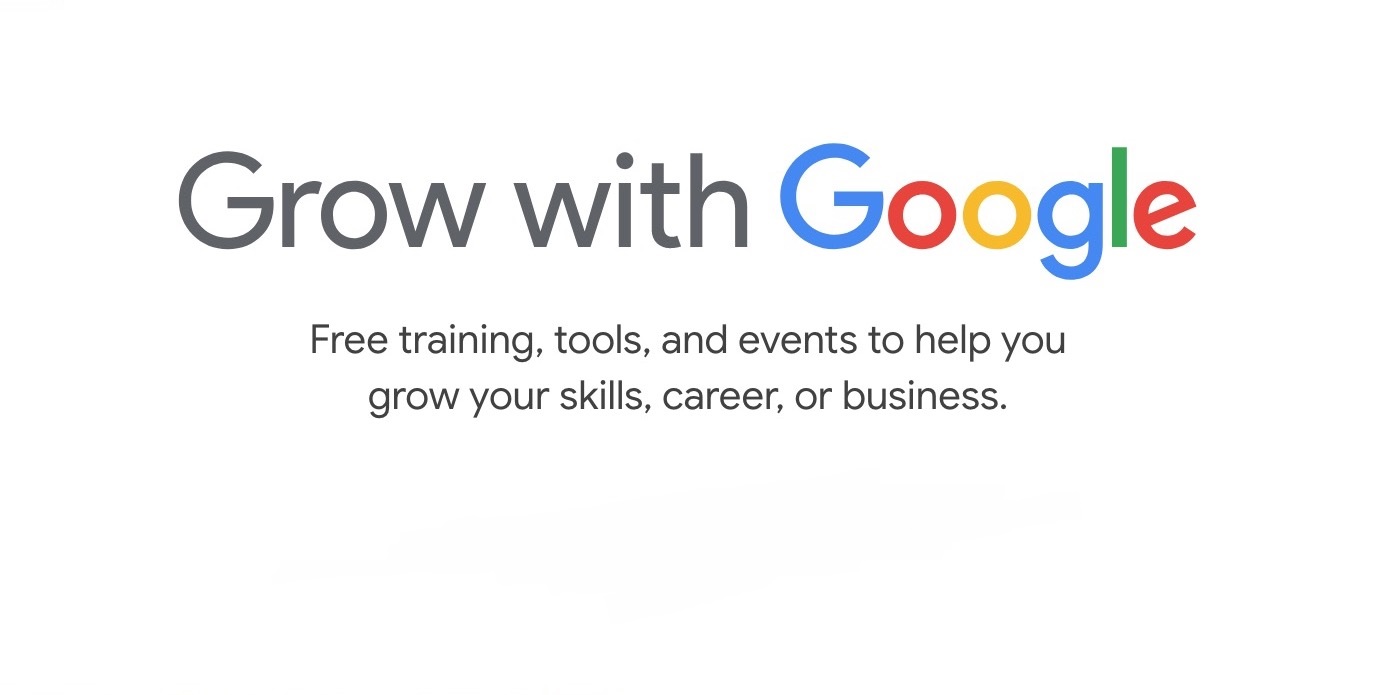 Grow with Google
Free training, tools, and events to help you
grow your skills, career, or business.